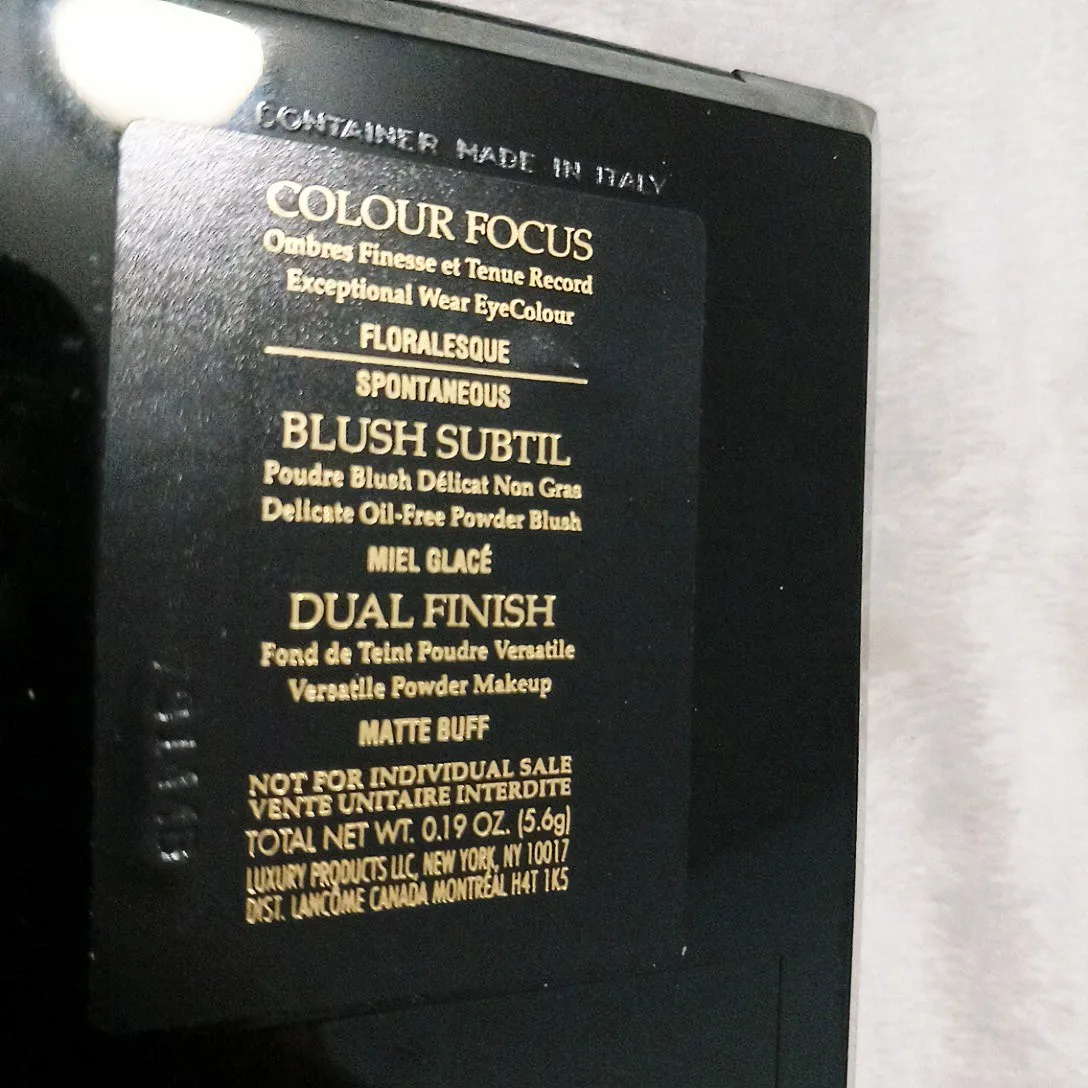 CONTAINER MADE IN ITALY
COLOUR FOCUS
Ombres Finesse et Tenue Record
Exceptional Wear EyeColour
FLORALESQUE
SPONTANEOUS
BLUSH SUBTIL
Poudre Blush Délicat Non Gras
Delicate Oil-Free Powder Blush
MIEL GLACÉ
DUAL FINISH
Fond de Teint Poudre Versatile
Versatile Powder Makeup
MATTE BUFF
NOT FOR INDIVIDUAL SALE
VENTE UNITAIRE INTERDITE
TOTAL NET WT. 0.19 OZ. (5.6g)
LUXURY PRODUCTS LLC, NEW YORK, NY 10017
DIST. LANCÔME CANADA MONTRÉAL H4T 1K5